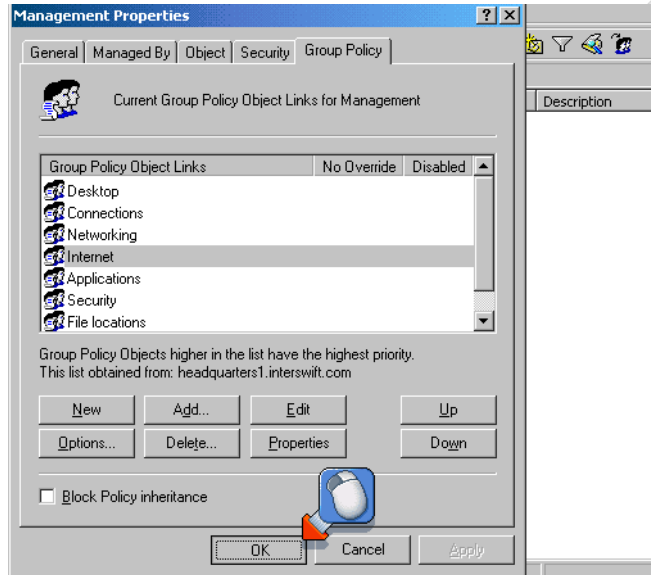 Management Properties
General Managed By Object Security Group Policy
Current Group Policy Object Links for Management
Description
Group Policy Object Links No Override Disabled
Desktop
Connections
Networking
Internet
Applications
Security
File locations
Group Policy Objects higher in the list have the highest priority.
This list obtained from: headquarters1.interswift.com
New Add... Edit Up
Options... Delete... Properties Down
Block Policy inheritance
OK Cancel Apply